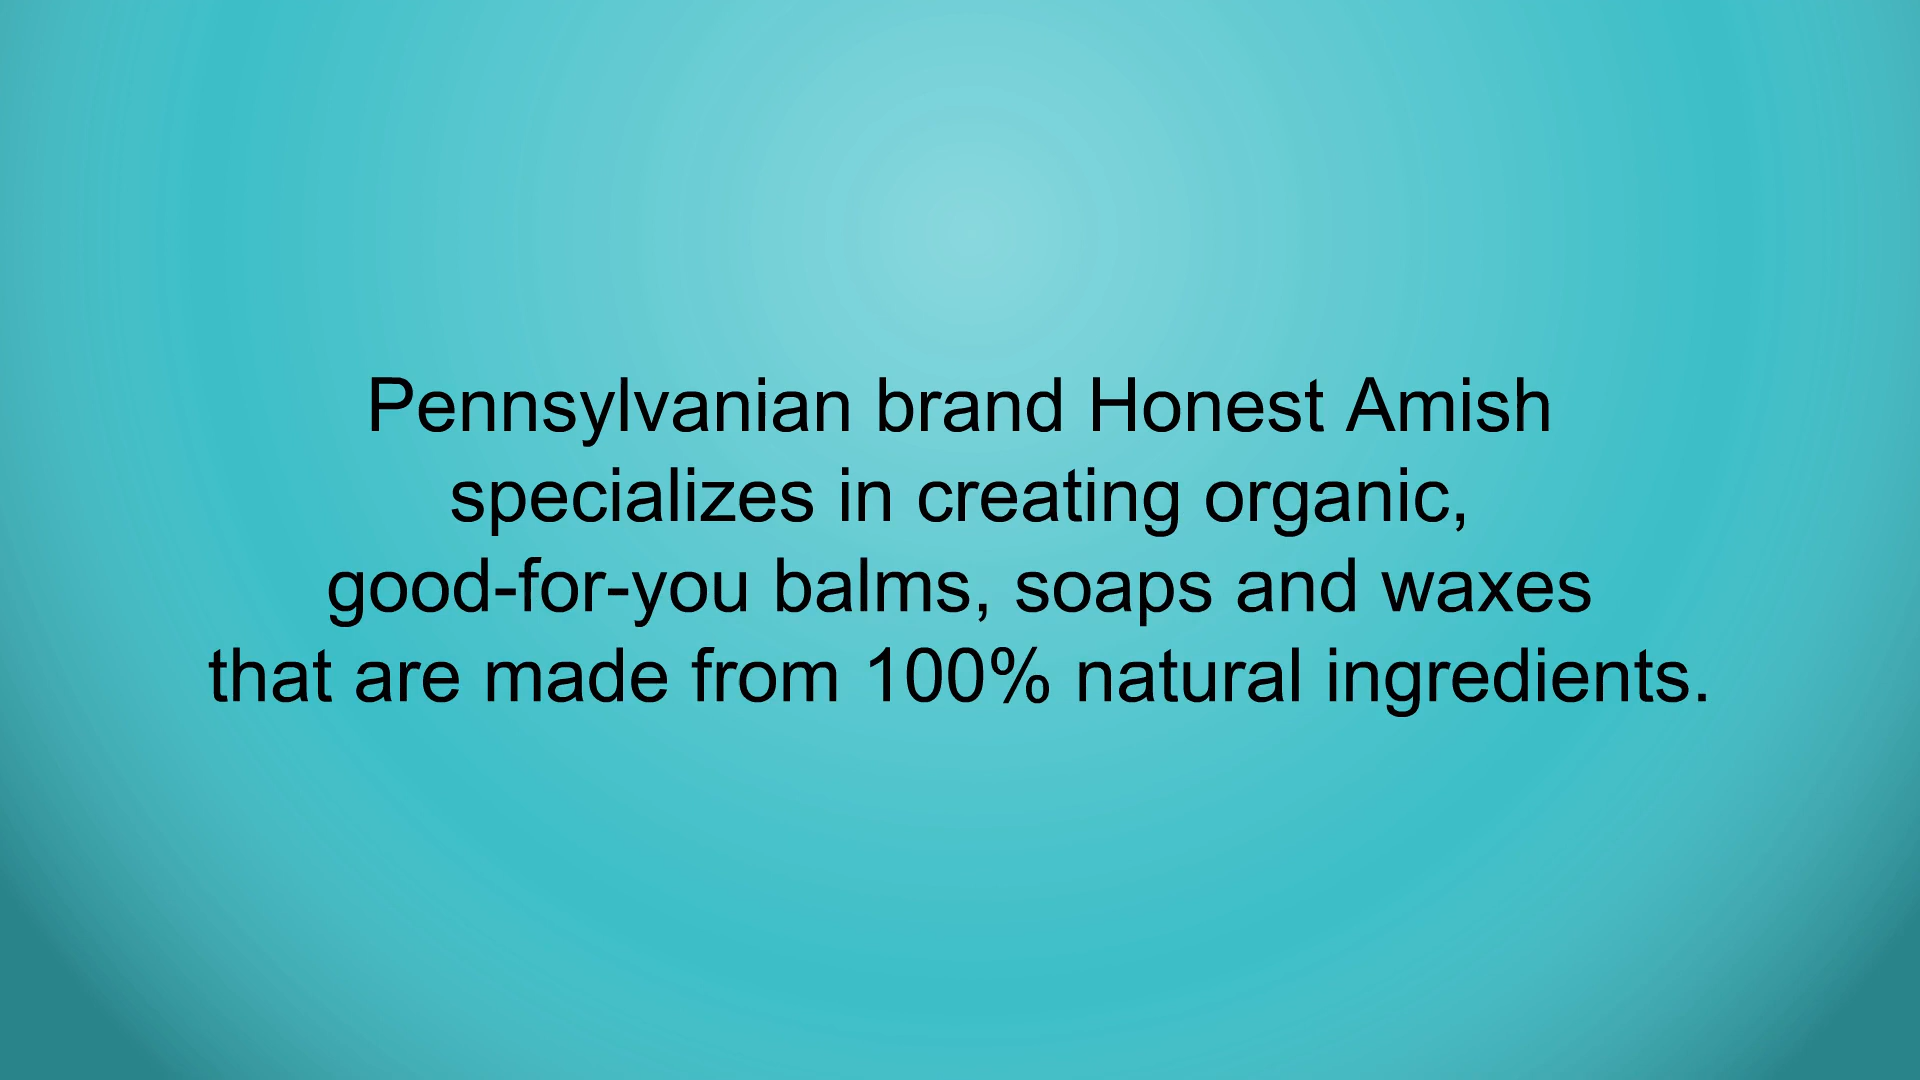 Pennsylvanian brand Honest Amish
specializes in creating organic,
good-for-you balms, soaps and waxes
that are made from 100% natural ingredients.